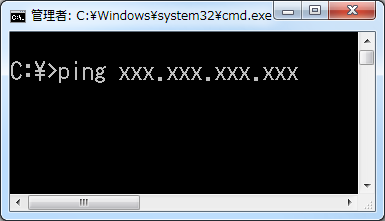 管理者: C:¥Windows¥system32¥cmd.exe
C:¥>ping xxx.xxx.xxx.xxx